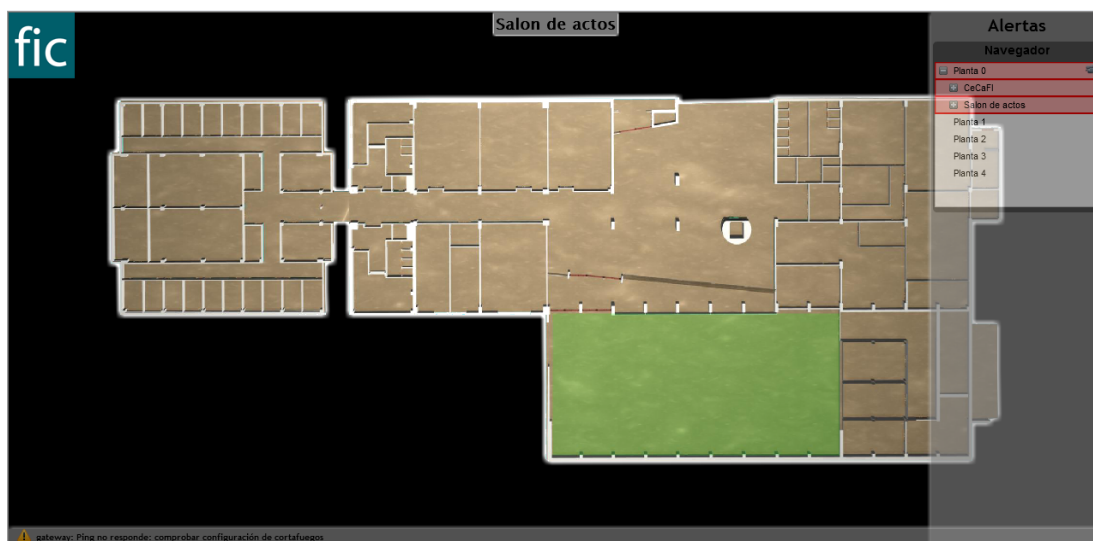 fic
Salon de actos
Alertas
Navegador
Planta 0
CeCaFI
Salon de actos
Planta 1
Planta 2
Planta 3
Planta 4
gateway: Ping no responde: comprobar configuración de cortafuegos